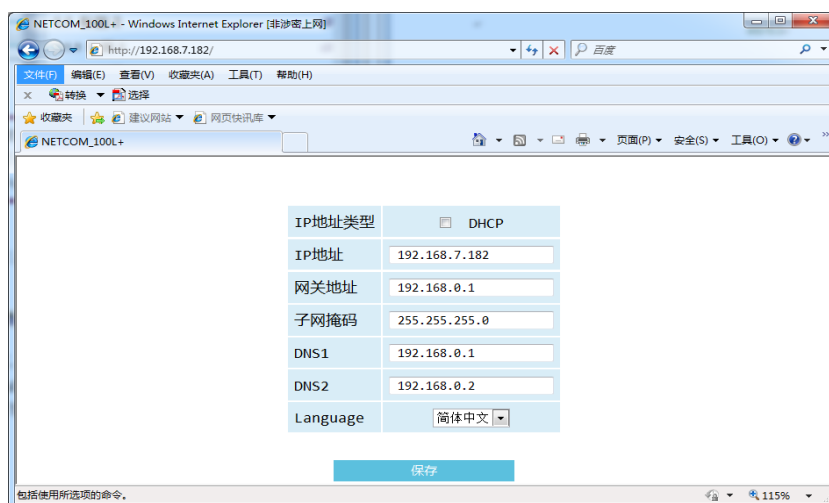 NETCOM_100L+ - Windows Internet Explorer [非涉密上网]
http://192.168.7.182/ 百度
文件(F) 编辑(E) 查看(V) 收藏夹(A) 工具(T) 帮助(H)
x 转换 选择
收藏夹 建议网站 网页快讯库
NETCOM_100L+ 页面(P) 安全(S) 工具(O) »
IP地址类型 DHCP
IP地址 192.168.7.182
网关地址 192.168.0.1
子网掩码 255.255.255.0
DNS1 192.168.0.1
DNS2 192.168.0.2
Language 简体中文
保存
包括使用所选项的命令。 115%